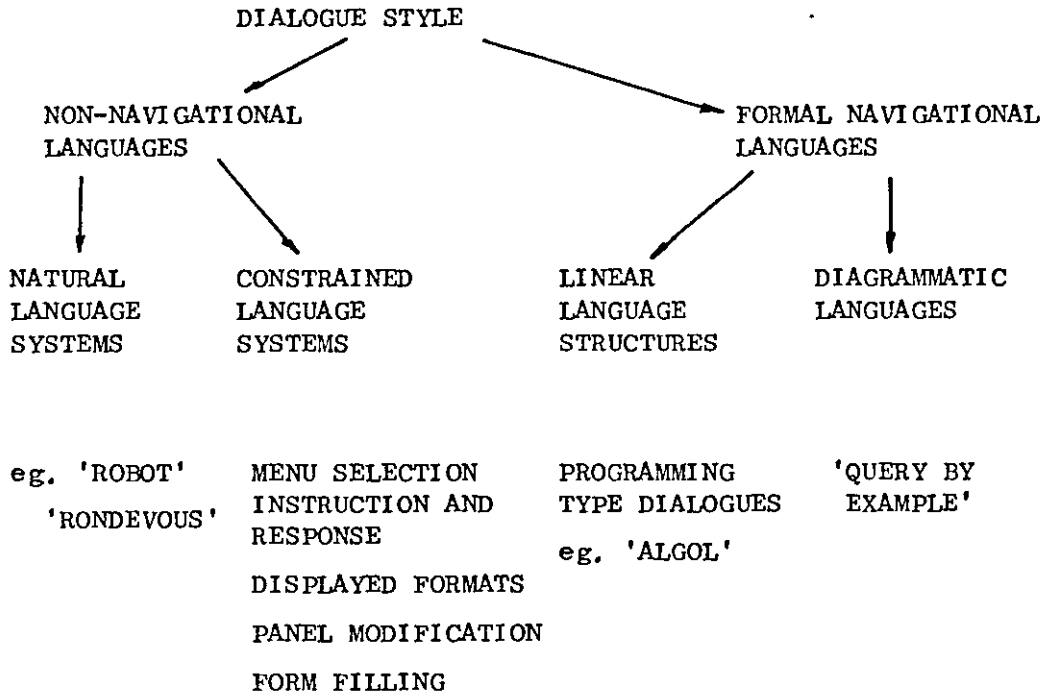 DIALOGUE STYLE
NON-NAVIGATIONAL
LANGUAGES
FORMAL NAVIGATIONAL
LANGUAGES
NATURAL
LANGUAGE
SYSTEMS
CONSTRAINED
LANGUAGE
SYSTEMS
LINEAR
LANGUAGE
STRUCTURES
DIAGRAMMATIC
LANGUAGES
eg. 'ROBOT'
'RONDEVOUS'
MENU SELECTION
INSTRUCTION AND
RESPONSE
DISPLAYED FORMATS
PANEL MODIFICATION
FORM FILLING
PROGRAMMING
TYPE DIALOGUES
eg. 'ALGOL'
'QUERY BY
EXAMPLE'